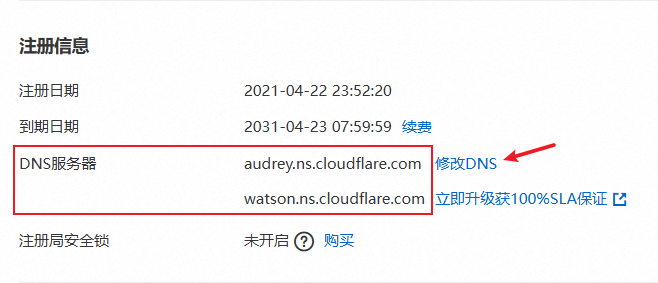 注册信息
注册日期 2021-04-22 23:52:20
到期日期 2031-04-23 07:59:59 续费
DNS服务器 audrey.ns.cloudflare.com 修改DNS
watson.ns.cloudflare.com 立即升级获100%SLA保证
注册局安全锁 未开启 ? 购买